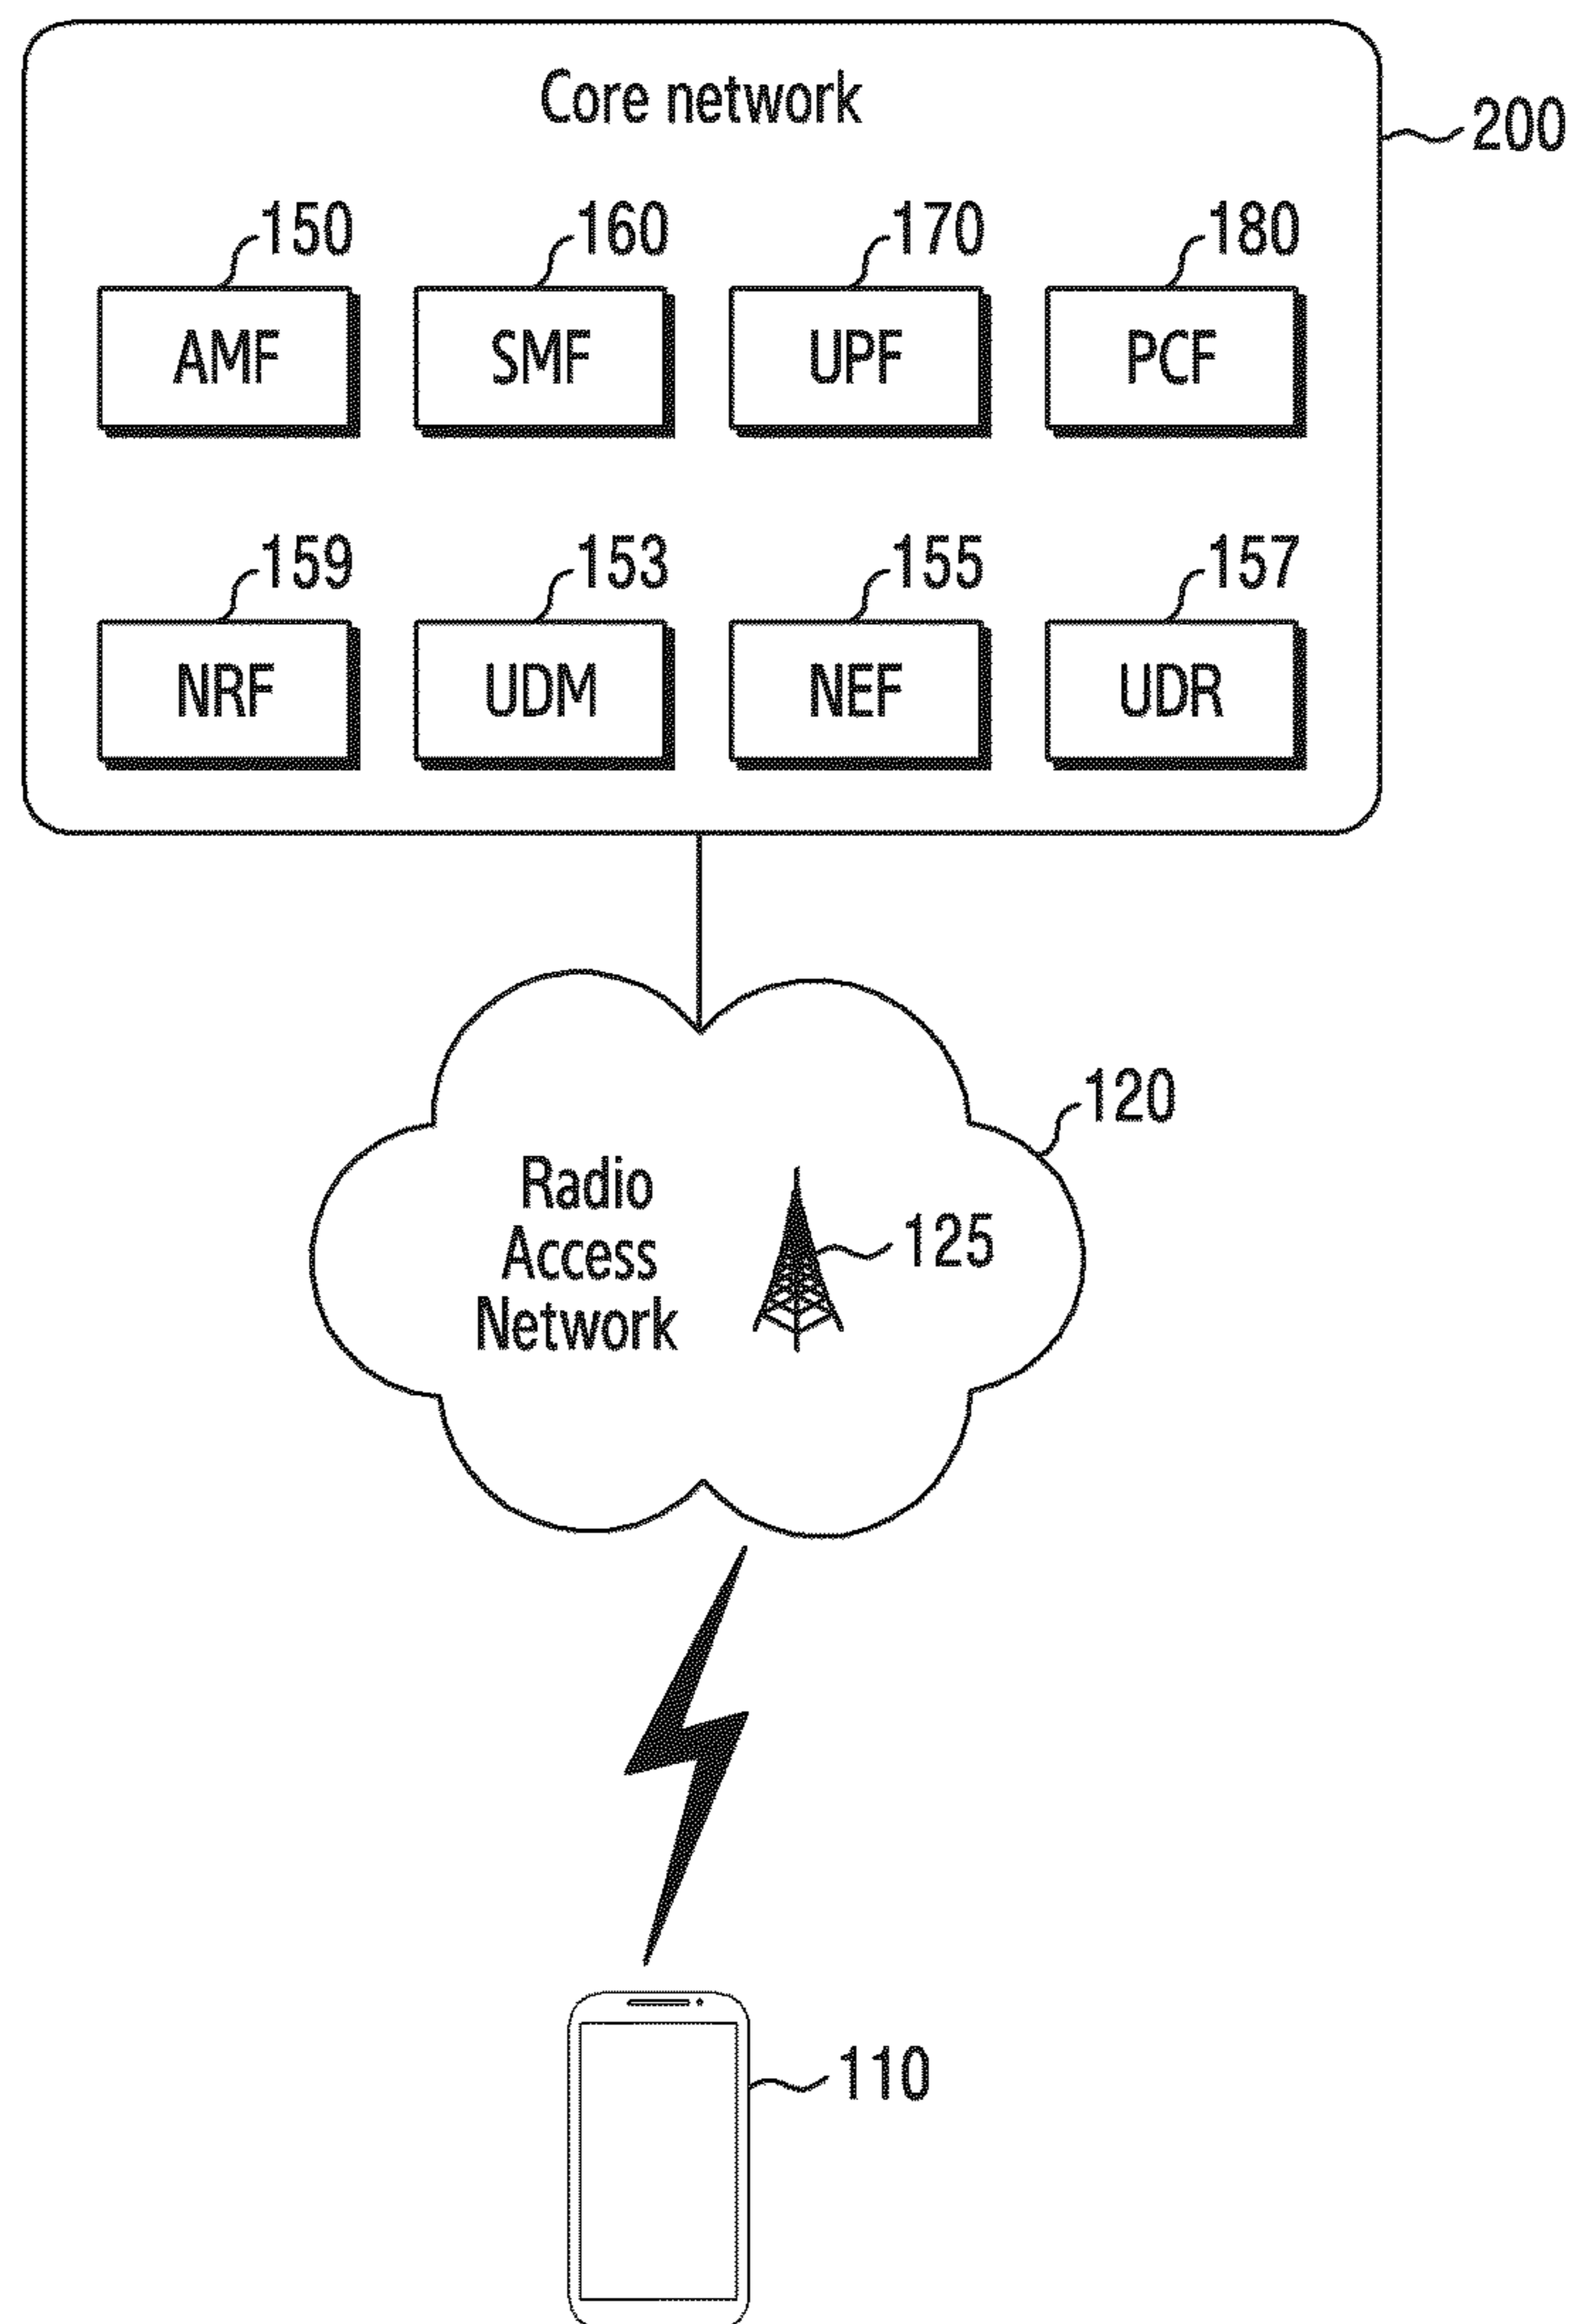 Core network
200
150
160
170
180
AMF
SMF
UPF
PCF
159
153
155
157
NRF
UDM
NEF
UDR
120
Radio
Access
Network
125
110